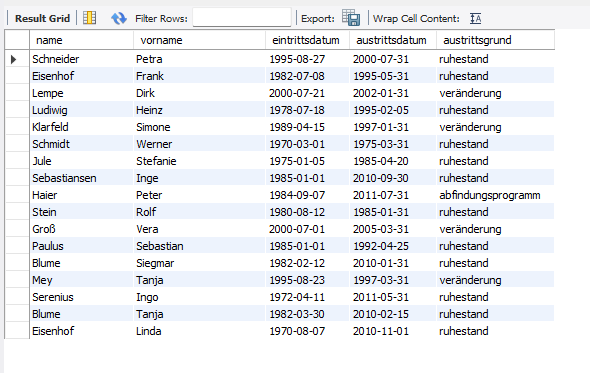 Result Grid Filter Rows: Export: Wrap Cell Content:
name vorname eintrittsdatum austrittsdatum austrittsgrund
Schneider Petra 1995-08-27 2000-07-31 ruhestand
Eisenhof Frank 1982-07-08 1995-05-31 ruhestand
Lempe Dirk 2000-07-21 2002-01-31 veränderung
Ludiwig Heinz 1978-07-18 1995-02-05 ruhestand
Klarfeld Simone 1989-04-15 1997-01-31 veränderung
Schmidt Werner 1970-03-01 1975-03-31 ruhestand
Jule Stefanie 1975-01-05 1985-04-20 ruhestand
Sebastiansen Inge 1985-01-01 2010-09-30 ruhestand
Haier Peter 1984-09-07 2011-07-31 abfindungsprogramm
Stein Rolf 1980-08-12 1985-01-31 ruhestand
Groß Vera 2000-07-01 2005-03-31 veränderung
Paulus Sebastian 1985-01-01 1992-04-25 ruhestand
Blume Siegmar 1982-02-12 2010-01-31 ruhestand
Mey Tanja 1995-08-23 1997-03-31 veränderung
Serenius Ingo 1972-04-11 2011-05-31 ruhestand
Blume Tanja 1982-03-30 2010-02-15 ruhestand
Eisenhof Linda 1970-08-07 2010-11-01 ruhestand